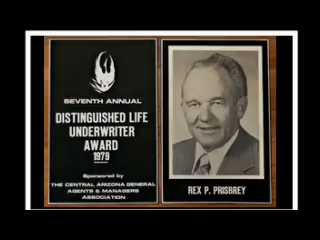 SEVENTH ANNUAL
DISTINGUISHED LIFE
UNDERWRITER
AWARD
1979
Sponsored by
THE CENTRAL ARIZONA GENERAL
AGENTS & MANAGERS
ASSOCIATION
REX P. PRISBREY